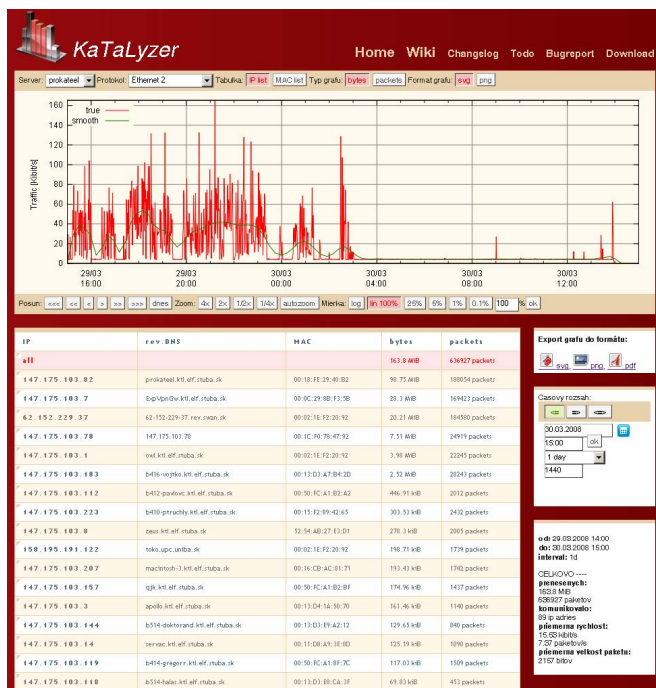 KaTaLyzer
Home Wiki Changelog Todo Bugreport Download
Server: prokateel Protokol: Ethernet 2 Tabulka: IP list MAC list Typ grafu: bytes packets Format grafu: svg png
160
140
120
100
80
60
40
20
0
Traffic [Kibit/s]
true
smooth
29/03 16:00
29/03 20:00
30/03 00:00
30/03 04:00
30/03 08:00
30/03 12:00
Posun: <<< << < > >> >>> dnes Zoom: 4x 2x 1/2x 1/4x autozoom Mierka: log lin 100% 25% 5% 1% 0.1% 100 % ok
IP rev.DNS MAC bytes packets
all 163.8 MiB 636927 packets
147.175.103.82 prokateel.ktl.elf.stuba.sk 00:18:FE:29:40:B2 98.75 MiB 188054 packets
147.175.103.7 ExpVpnGw.ktl.elf.stuba.sk 00:0C:29:8B:F3:5B 28.3 MiB 169423 packets
62.152.229.37 62-152-229-37.rev.swan.sk 00:02:1E:F2:20:92 20.21 MiB 184580 packets
147.175.103.78 147.175.103.78 00:1C:F0:78:47:92 7.51 MiB 24919 packets
147.175.103.1 owl.ktl.elf.stuba.sk 00:02:1E:F2:20:92 3.98 MiB 22245 packets
147.175.103.183 b416-vojtko.ktl.elf.stuba.sk 00:13:D3:A7:B4:2D 2.52 MiB 28243 packets
147.175.103.112 b412-pavlovc.ktl.elf.stuba.sk 00:50:FC:A1:B2:A2 446.91 kiB 2012 packets
147.175.103.223 b418-ptruchly.ktl.elf.stuba.sk 00:15:F2:89:42:65 303.53 kiB 2432 packets
147.175.103.8 zeus.ktl.elf.stuba.sk 52:54:AB:27:E3:D1 278.3 kiB 2005 packets
158.195.191.122 toko.upc.uniba.sk 00:02:1E:F2:20:92 198.71 kiB 1739 packets
147.175.103.207 macintosh-3.ktl.elf.stuba.sk 00:16:CB:AC:81:71 193.43 kiB 1742 packets
147.175.103.157 qjk.ktl.elf.stuba.sk 00:50:FC:A1:B2:BF 174.96 kiB 1437 packets
147.175.103.3 apollo.ktl.elf.stuba.sk 00:13:D4:1A:50:70 161.46 kiB 1140 packets
147.175.103.144 b514-doktorand.ktl.elf.stuba.sk 00:13:D3:E9:A2:12 129.65 kiB 840 packets
147.175.103.14 servac.ktl.elf.stuba.sk 00:11:D8:A9:3E:8D 125.19 kiB 1090 packets
147.175.103.119 b414-gregorr.ktl.elf.stuba.sk 00:50:FC:A1:8F:7C 117.03 kiB 1509 packets
147.175.103.118 b514-halas.ktl.elf.stuba.sk 00:13:D3:E8:CA:3F 69.83 kiB 453 packets
Export grafu do formátu:
svg, png, pdf
Casovy rozsah:
30.03.2008
15:00 ok
1 day
1440
od: 29.03.2008 14:00
do: 30.03.2008 15:00
interval: 1d
CELKOVO ----
prenesenych:
163.8 MiB
636927 paketov
komunikovalo:
89 ip adries
priemerna rychlost:
15.53 kibit/s
7.37 paketov/s
priemerna velkost paketu:
2157 bitov